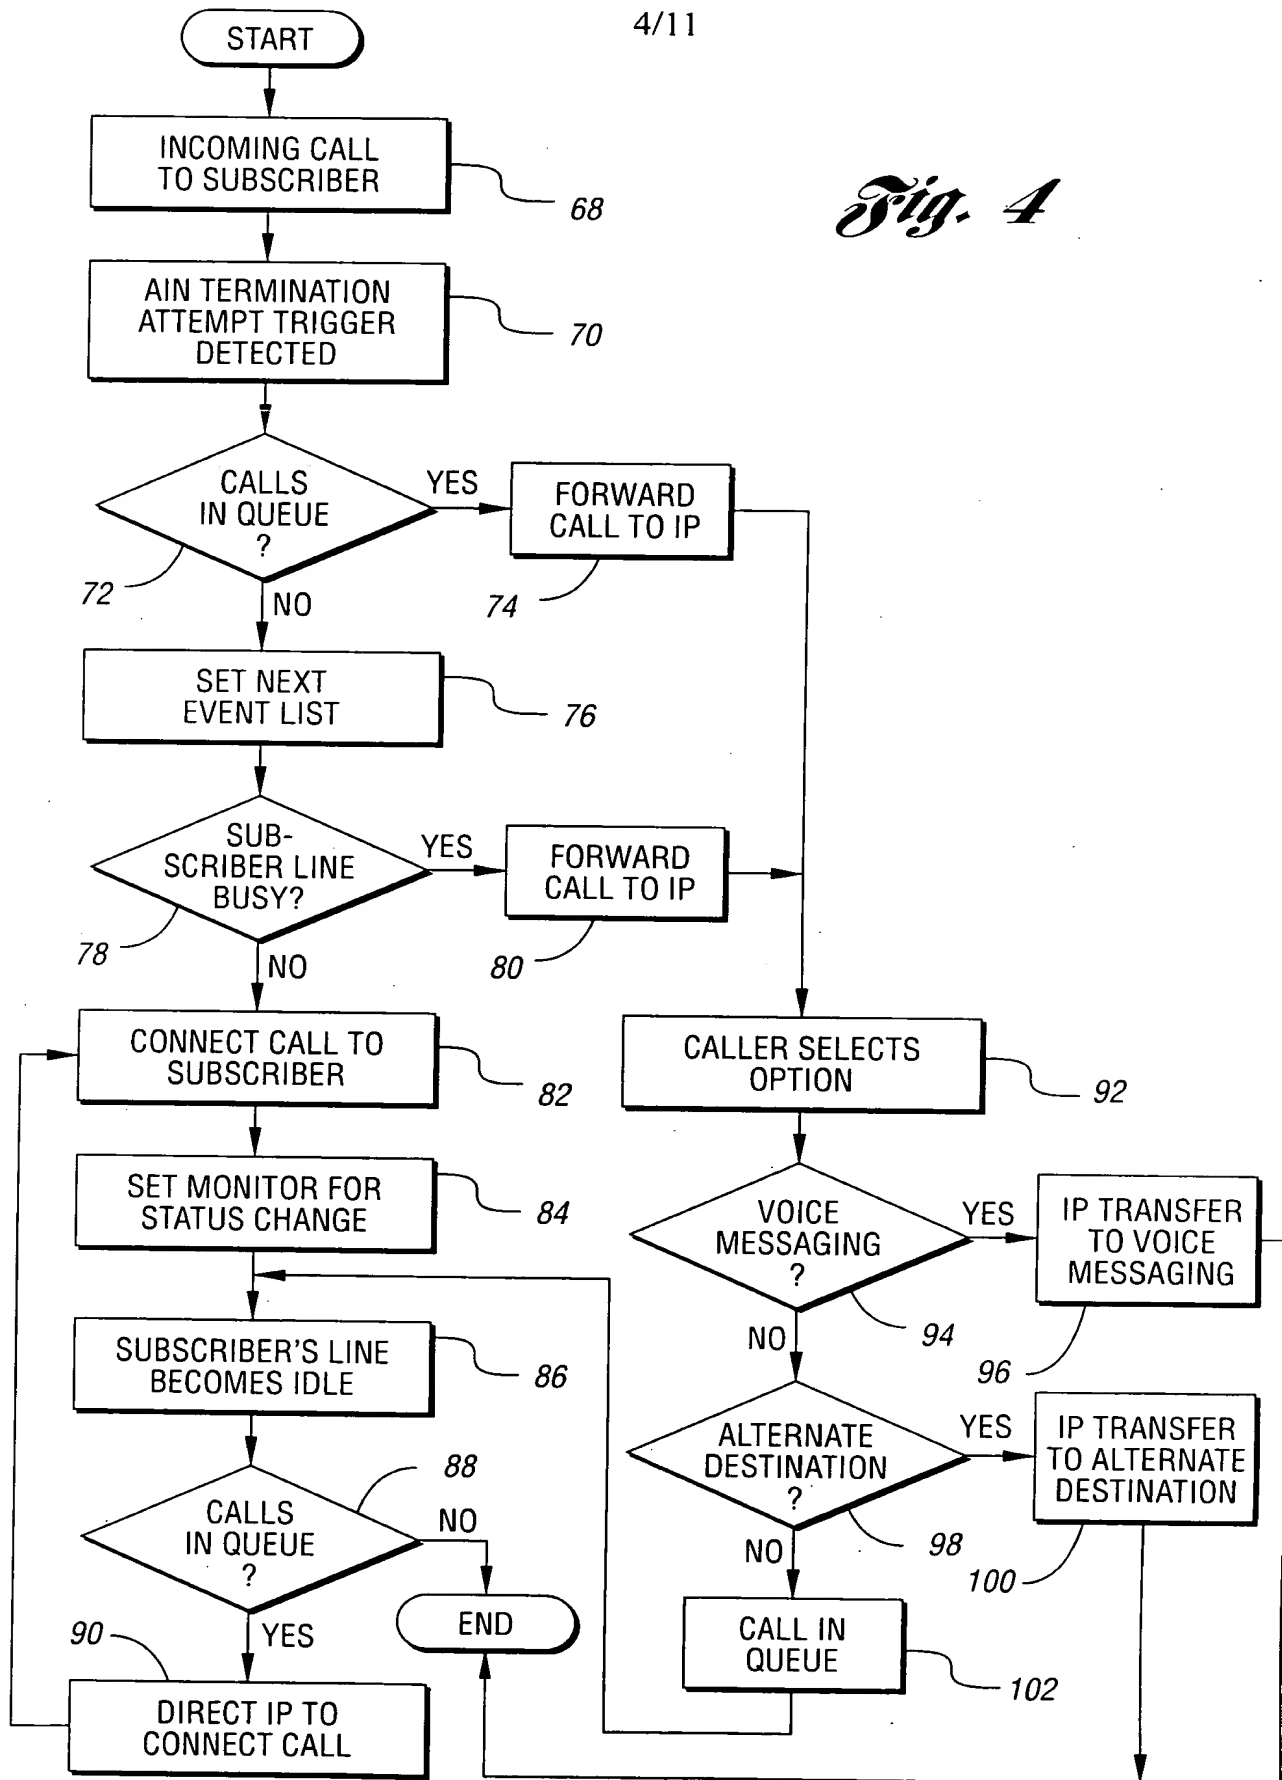 4/11
START
INCOMING CALL
TO SUBSCRIBER
68
Fig. 4
AIN TERMINATION
ATTEMPT TRIGGER
DETECTED
70
CALLS
IN QUEUE
?
YES
72
NO
FORWARD
CALL TO IP
74
SET NEXT
EVENT LIST
76
SUB-
SCRIBER LINE
BUSY?
YES
78
NO
FORWARD
CALL TO IP
80
CONNECT CALL TO
SUBSCRIBER
82
CALLER SELECTS
OPTION
92
SET MONITOR FOR
STATUS CHANGE
84
VOICE
MESSAGING
?
YES
94
NO
IP TRANSFER
TO VOICE
MESSAGING
96
SUBSCRIBER'S LINE
BECOMES IDLE
86
ALTERNATE
DESTINATION
?
YES
98
NO
IP TRANSFER
TO ALTERNATE
DESTINATION
100
CALLS
IN QUEUE
?
88
NO
YES
END
CALL IN
QUEUE
102
90
DIRECT IP TO
CONNECT CALL